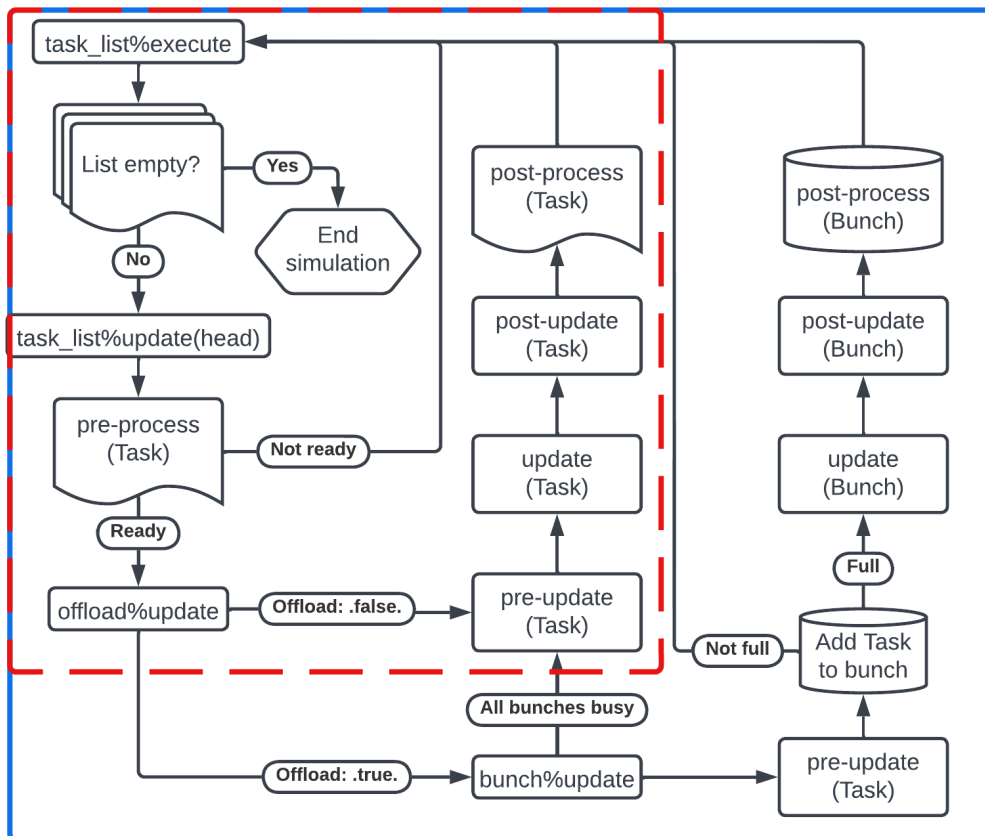 task_list%execute
List empty?
Yes
End
simulation
No
task_list%update(head)
pre-process
(Task)
Not ready
Ready
offload%update
Offload: .false.
Offload: .true.
post-process
(Task)
post-update
(Task)
update
(Task)
pre-update
(Task)
All bunches busy
bunch%update
post-process
(Bunch)
post-update
(Bunch)
update
(Bunch)
Full
Add Task
to bunch
Not full
pre-update
(Task)